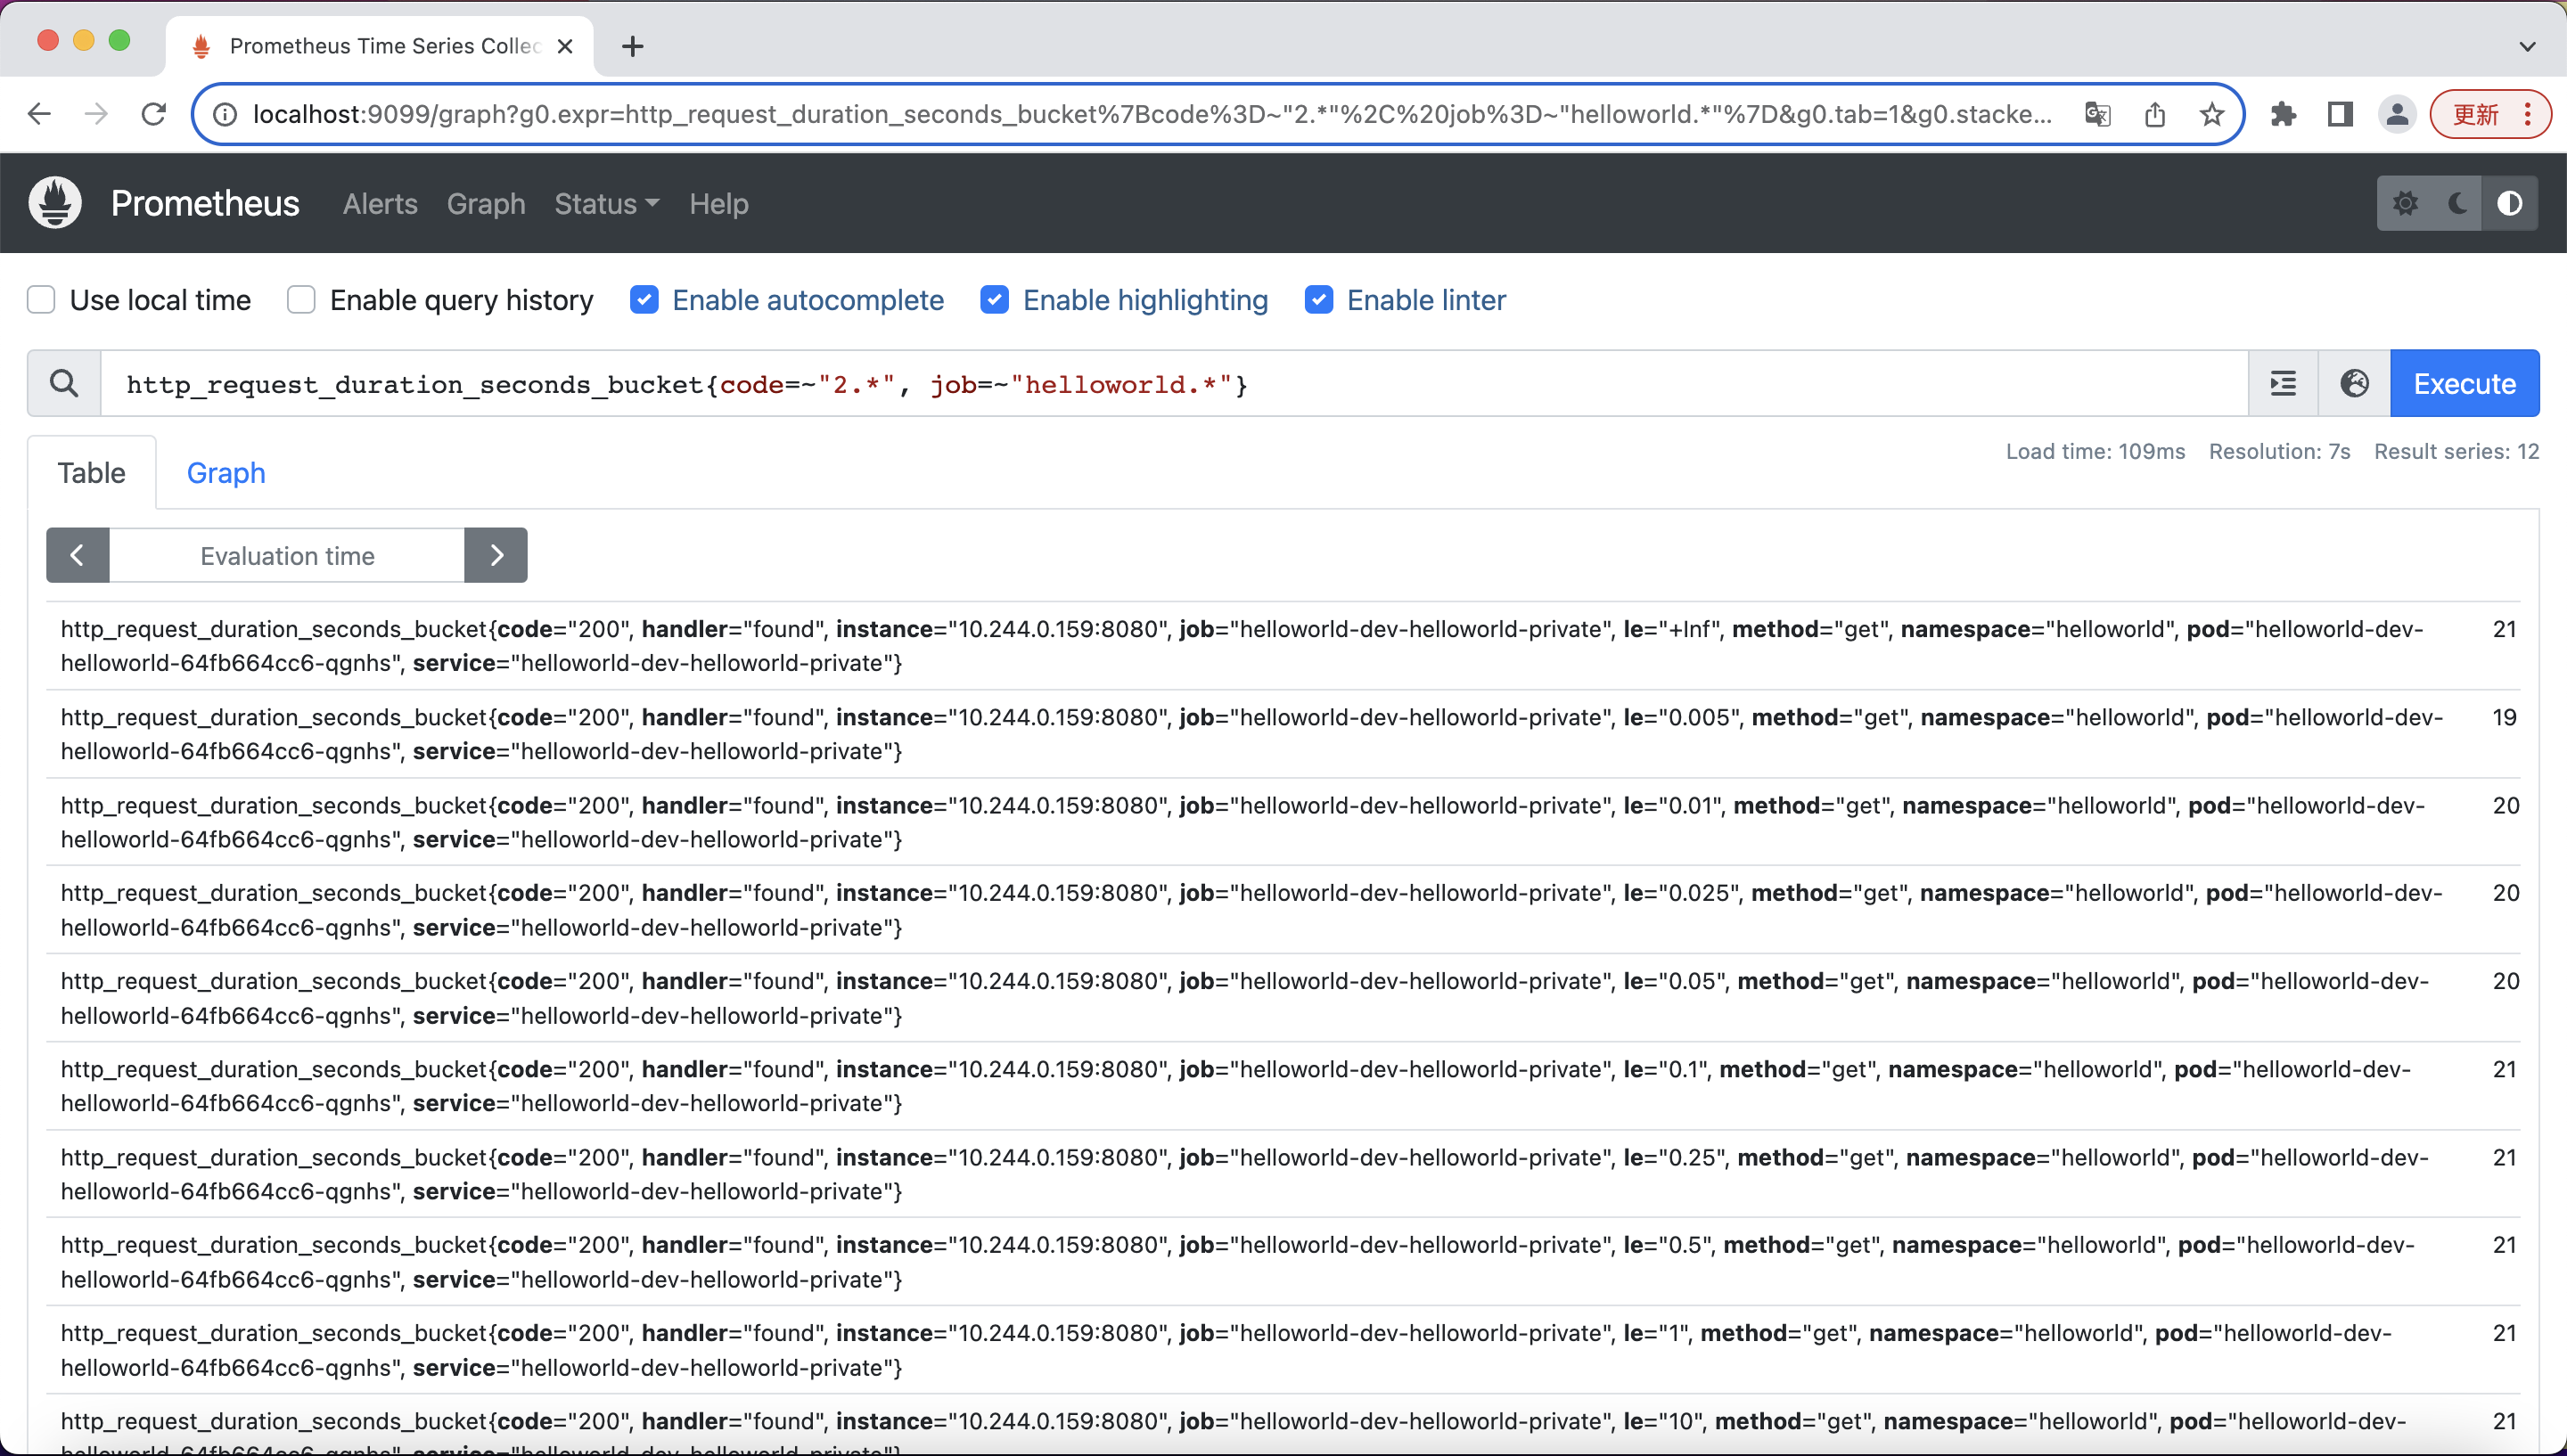 Prometheus Time Series Collec
localhost:9099/graph?g0.expr=http_request_duration_seconds_bucket%7Bcode%3D~"2.*"%2C%20job%3D~"helloworld.*"%7D&g0.tab=1&g0.stacke...
更新
Prometheus Alerts Graph Status Help
Use local time Enable query history Enable autocomplete Enable highlighting Enable linter
http_request_duration_seconds_bucket{code=~"2.*", job=~"helloworld.*"} Execute
Table Graph Load time: 109ms Resolution: 7s Result series: 12
Evaluation time
http_request_duration_seconds_bucket{code="200", handler="found", instance="10.244.0.159:8080", job="helloworld-dev-helloworld-private", le="+Inf", method="get", namespace="helloworld", pod="helloworld-dev- 21
helloworld-64fb664cc6-qgnhs", service="helloworld-dev-helloworld-private"}
http_request_duration_seconds_bucket{code="200", handler="found", instance="10.244.0.159:8080", job="helloworld-dev-helloworld-private", le="0.005", method="get", namespace="helloworld", pod="helloworld-dev- 19
helloworld-64fb664cc6-qgnhs", service="helloworld-dev-helloworld-private"}
http_request_duration_seconds_bucket{code="200", handler="found", instance="10.244.0.159:8080", job="helloworld-dev-helloworld-private", le="0.01", method="get", namespace="helloworld", pod="helloworld-dev- 20
helloworld-64fb664cc6-qgnhs", service="helloworld-dev-helloworld-private"}
http_request_duration_seconds_bucket{code="200", handler="found", instance="10.244.0.159:8080", job="helloworld-dev-helloworld-private", le="0.025", method="get", namespace="helloworld", pod="helloworld-dev- 20
helloworld-64fb664cc6-qgnhs", service="helloworld-dev-helloworld-private"}
http_request_duration_seconds_bucket{code="200", handler="found", instance="10.244.0.159:8080", job="helloworld-dev-helloworld-private", le="0.05", method="get", namespace="helloworld", pod="helloworld-dev- 20
helloworld-64fb664cc6-qgnhs", service="helloworld-dev-helloworld-private"}
http_request_duration_seconds_bucket{code="200", handler="found", instance="10.244.0.159:8080", job="helloworld-dev-helloworld-private", le="0.1", method="get", namespace="helloworld", pod="helloworld-dev- 21
helloworld-64fb664cc6-qgnhs", service="helloworld-dev-helloworld-private"}
http_request_duration_seconds_bucket{code="200", handler="found", instance="10.244.0.159:8080", job="helloworld-dev-helloworld-private", le="0.25", method="get", namespace="helloworld", pod="helloworld-dev- 21
helloworld-64fb664cc6-qgnhs", service="helloworld-dev-helloworld-private"}
http_request_duration_seconds_bucket{code="200", handler="found", instance="10.244.0.159:8080", job="helloworld-dev-helloworld-private", le="0.5", method="get", namespace="helloworld", pod="helloworld-dev- 21
helloworld-64fb664cc6-qgnhs", service="helloworld-dev-helloworld-private"}
http_request_duration_seconds_bucket{code="200", handler="found", instance="10.244.0.159:8080", job="helloworld-dev-helloworld-private", le="1", method="get", namespace="helloworld", pod="helloworld-dev- 21
helloworld-64fb664cc6-qgnhs", service="helloworld-dev-helloworld-private"}
http_request_duration_seconds_bucket{code="200", handler="found", instance="10.244.0.159:8080", job="helloworld-dev-helloworld-private", le="10", method="get", namespace="helloworld", pod="helloworld-dev- 21
helloworld-64fb664cc6-qgnhs", service="helloworld-dev-helloworld-private"}